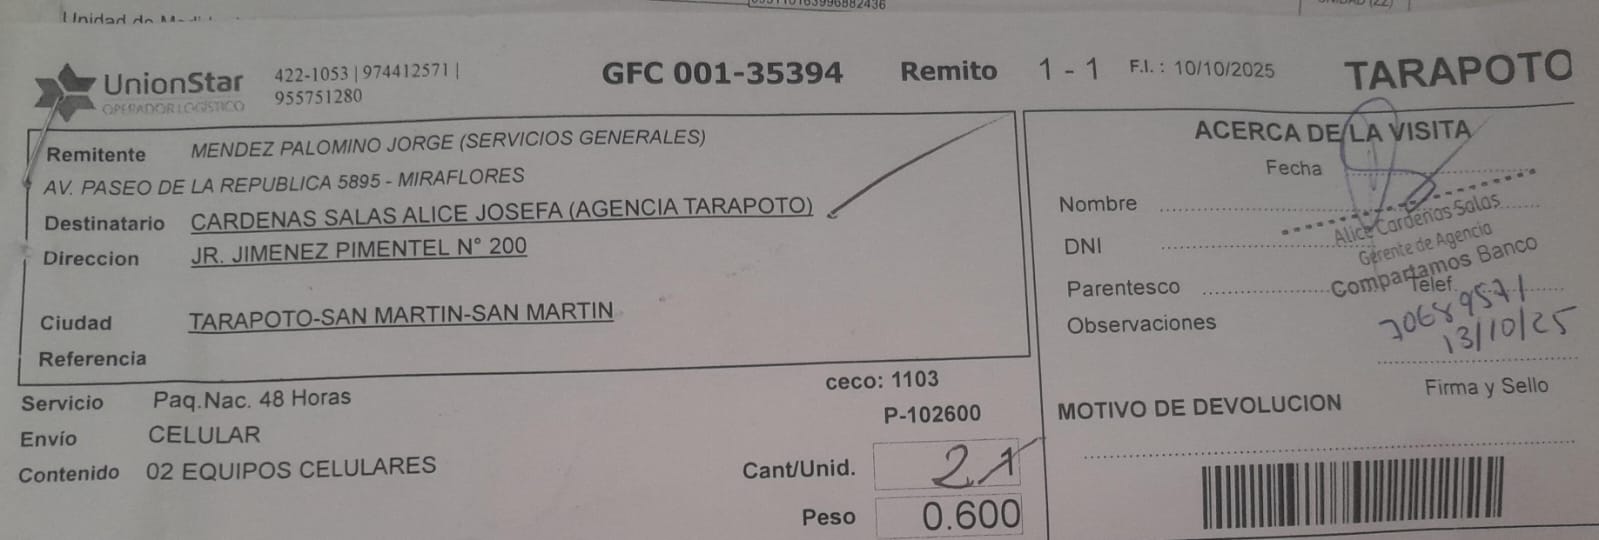 UnionStar
OPERADOR LOGÍSTICO
422-1053 | 974412571 |
955751280
GFC 001-35394 Remito 1 - 1 F.I. : 10/10/2025 TARAPOTO
Remitente MENDEZ PALOMINO JORGE (SERVICIOS GENERALES)
AV. PASEO DE LA REPUBLICA 5895 - MIRAFLORES
Destinatario CARDENAS SALAS ALICE JOSEFA (AGENCIA TARAPOTO)
Direccion JR. JIMENEZ PIMENTEL N° 200
Ciudad TARAPOTO-SAN MARTIN-SAN MARTIN
Referencia
Servicio Paq.Nac. 48 Horas
Envío CELULAR
Contenido 02 EQUIPOS CELULARES
ceco: 1103
P-102600
Cant/Unid. 2 1
Peso 0.600
ACERCA DE LA VISITA
Fecha
Nombre
DNI
Parentesco
Observaciones
Alice Cardenas Salas
Gerente de Agencia
Compartamos Banco
Telef.
70689571
13/10/25
Firma y Sello
MOTIVO DE DEVOLUCION